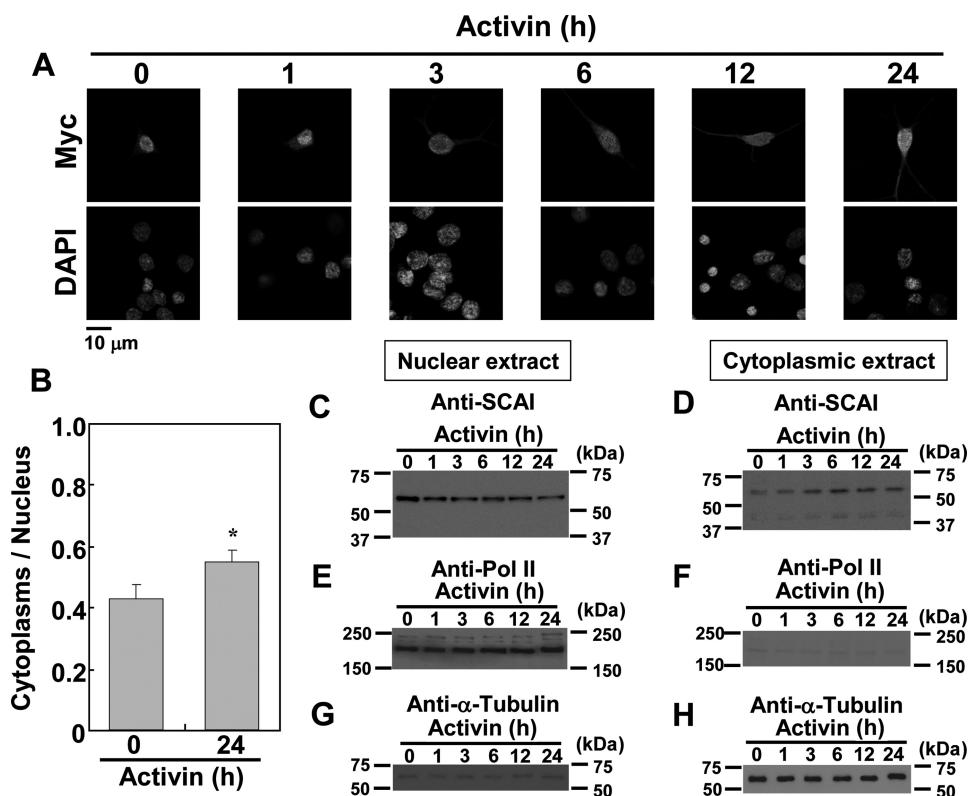 Activin (h)
A
0 1 3 6 12 24
Myc
DAPI
10 μm
B
Cytoplasms / Nucleus
1.0
0.8
0.6
0.4
0.2
0
*
0 24
Activin (h)
Nuclear extract
Cytoplasmic extract
C
Anti-SCAI
Activin (h)
0 1 3 6 12 24 (kDa)
75 75
50 50
37 37
D
Anti-SCAI
Activin (h)
0 1 3 6 12 24 (kDa)
75 75
50 50
37 37
E
Anti-Pol II
Activin (h)
0 1 3 6 12 24 (kDa)
250 250
150 150
F
Anti-Pol II
Activin (h)
0 1 3 6 12 24 (kDa)
250 250
150 150
G
Anti-α-Tubulin
Activin (h)
0 1 3 6 12 24 (kDa)
75 75
50 50
H
Anti-α-Tubulin
Activin (h)
0 1 3 6 12 24 (kDa)
75 75
50 50